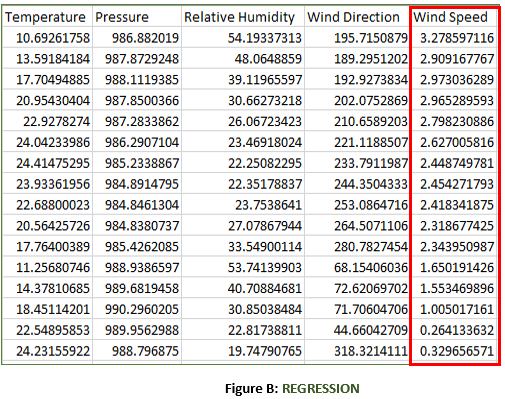 Temperature Pressure Relative Humidity Wind Direction Wind Speed
10.69261758 986.882019 54.19337313 195.7150879 3.278597116
13.59184184 987.8729248 48.0648859 189.2951202 2.909167767
17.70494885 988.1119385 39.11965597 192.9273834 2.973036289
20.95430404 987.8500366 30.66273218 202.0752869 2.965289593
22.9278274 987.2833862 26.06723423 210.6589203 2.798230886
24.04233986 986.2907104 23.46918024 221.1188507 2.627005816
24.41475295 985.2338867 22.25082295 233.7911987 2.448749781
23.93361956 984.8914795 22.35178837 244.3504333 2.454271793
22.68800023 984.8461304 23.7538641 253.0864716 2.418341875
20.56425726 984.8380737 27.07867944 264.5071106 2.318677425
17.76400389 985.4262085 33.54900114 280.7827454 2.343950987
11.25680746 988.9386597 53.74139903 68.15406036 1.650191426
14.37810685 989.6819458 40.70884681 72.62069702 1.553469896
18.45114201 990.2960205 30.85038484 71.70604706 1.005017161
22.54895853 989.9562988 22.81738811 44.66042709 0.264133632
24.23155922 988.796875 19.74790765 318.3214111 0.329656571
Figure B: REGRESSION